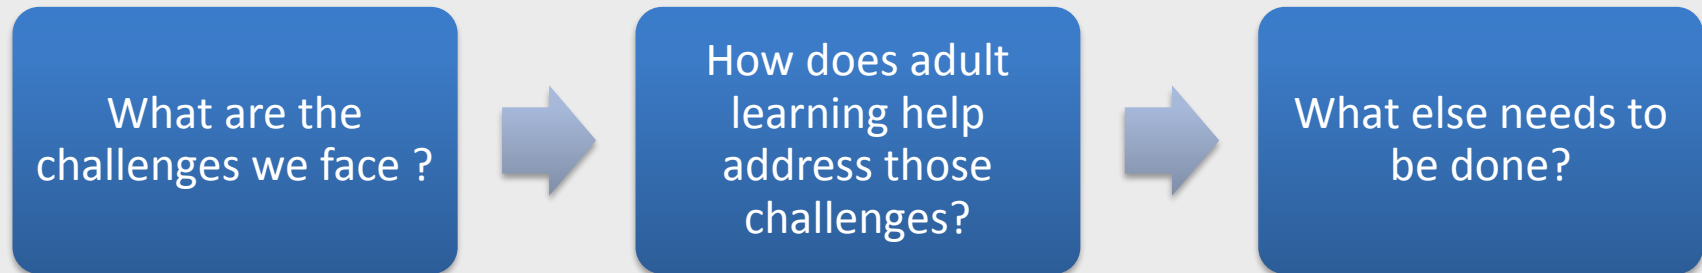 What are the
challenges we face ?
How does adult
learning help
address those
challenges?
What else needs to
be done?